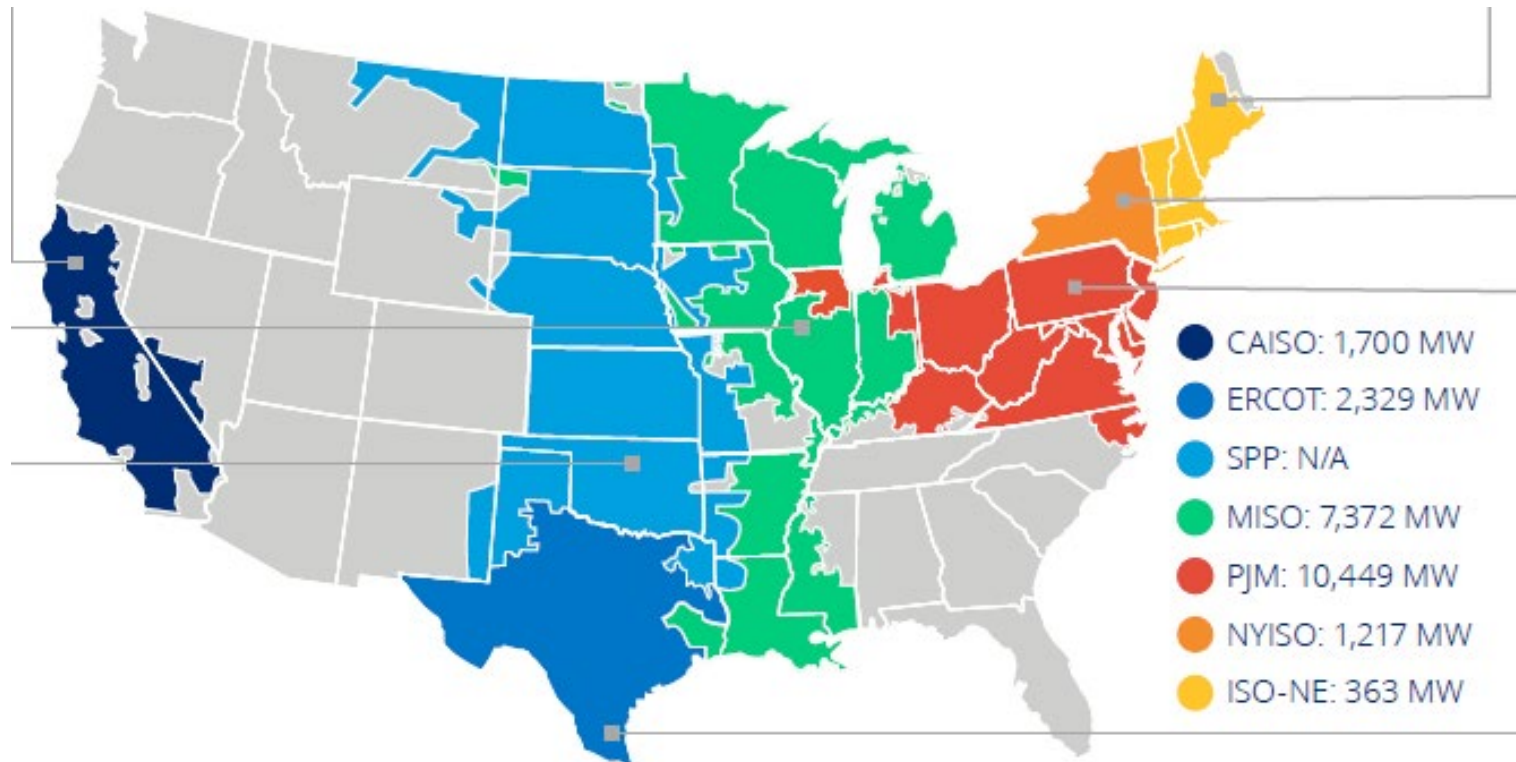 CAISO: 1,700 MW
ERCOT: 2,329 MW
SPP: N/A
MISO: 7,372 MW
PJM: 10,449 MW
NYISO: 1,217 MW
ISO-NE: 363 MW